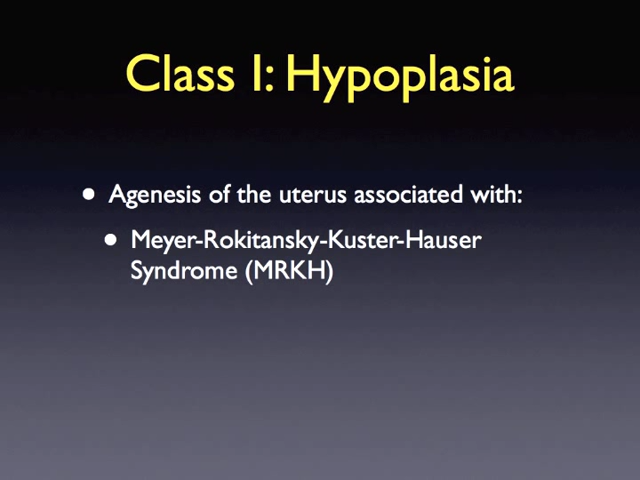 Class I: Hypoplasia
• Agenesis of the uterus associated with:
• Meyer-Rokitansky-Kuster-Hauser
Syndrome (MRKH)